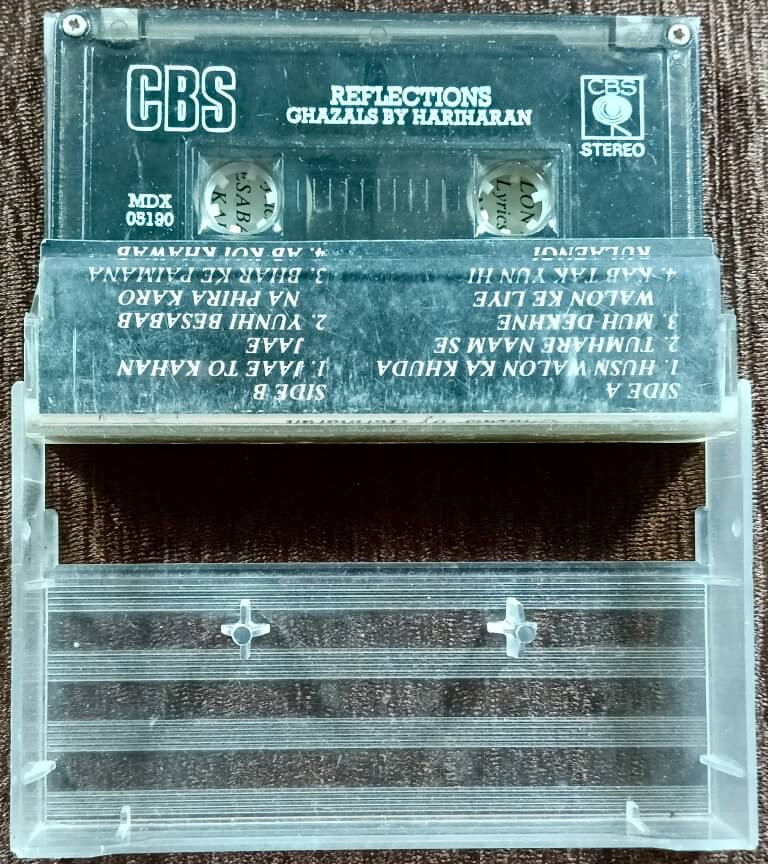 CBS
REFLECTIONS
GHAZALS BY HARIHARAN
CBS
STEREO
MDX
05190
Lyrics
SIDE A
1. HUSN WALON KA KHUDA
2. TUMHARE NAAM SE
3. MUH DEKHNE
WALON KE LIYE
4. KAB TAK YUN HI
RULAENGI
SIDE B
1. JAAE TO KAHAN
JAAE
2. YUNHI BESABAB
NA PHIRA KARO
3. BHAR KE PAIMANA
4. AB KOI KHAWAB